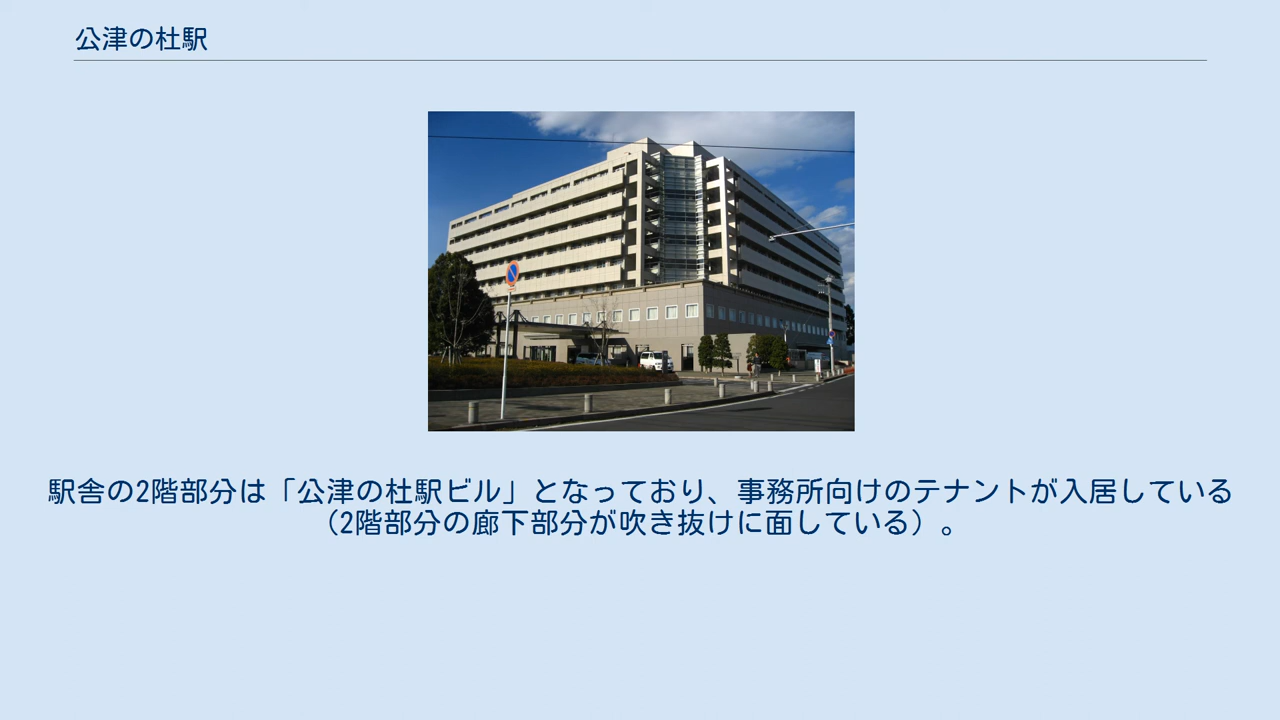 公津の杜駅
駅舎の2階部分は「公津の杜駅ビル」となっており、事務所向けのテナントが入居している
（2階部分の廊下部分が吹き抜けに面している）。